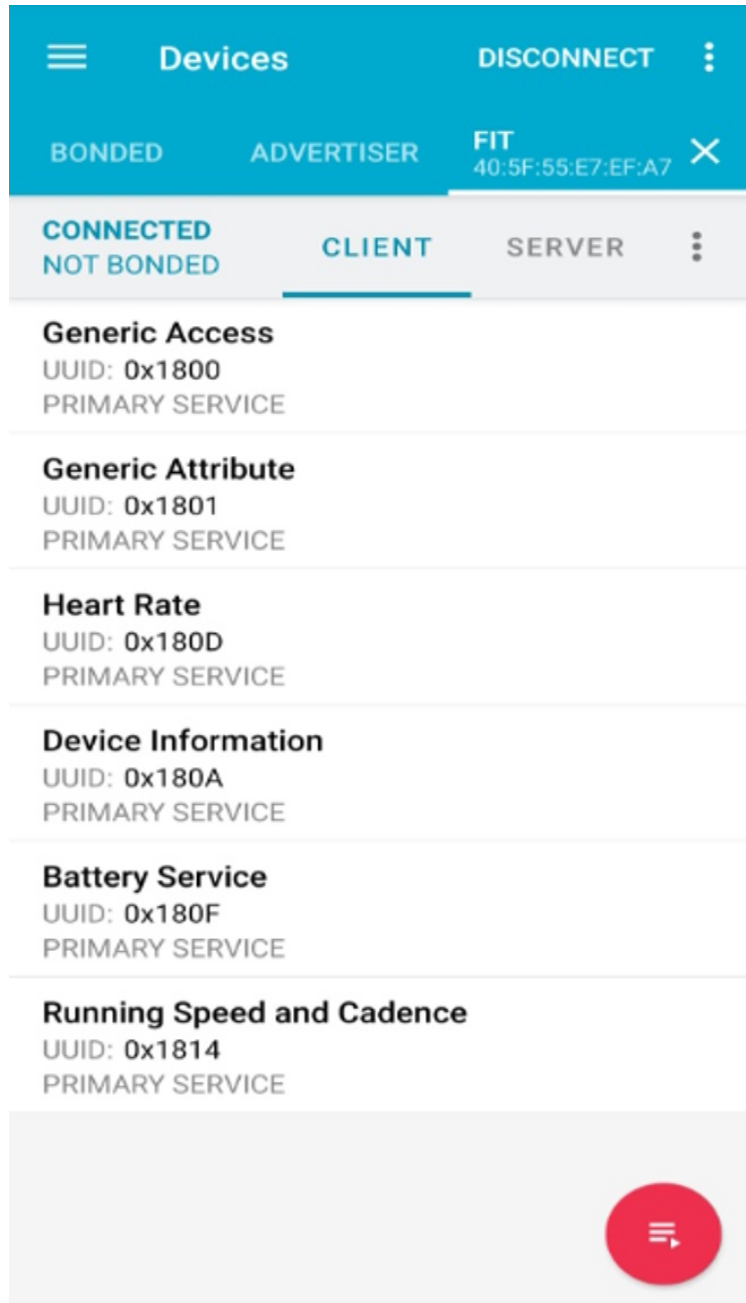 Devices DISCONNECT
BONDED ADVERTISER FIT
40:5F:55:E7:EF:A7
CONNECTED
NOT BONDED
CLIENT SERVER
Generic Access
UUID: 0x1800
PRIMARY SERVICE
Generic Attribute
UUID: 0x1801
PRIMARY SERVICE
Heart Rate
UUID: 0x180D
PRIMARY SERVICE
Device Information
UUID: 0x180A
PRIMARY SERVICE
Battery Service
UUID: 0x180F
PRIMARY SERVICE
Running Speed and Cadence
UUID: 0x1814
PRIMARY SERVICE